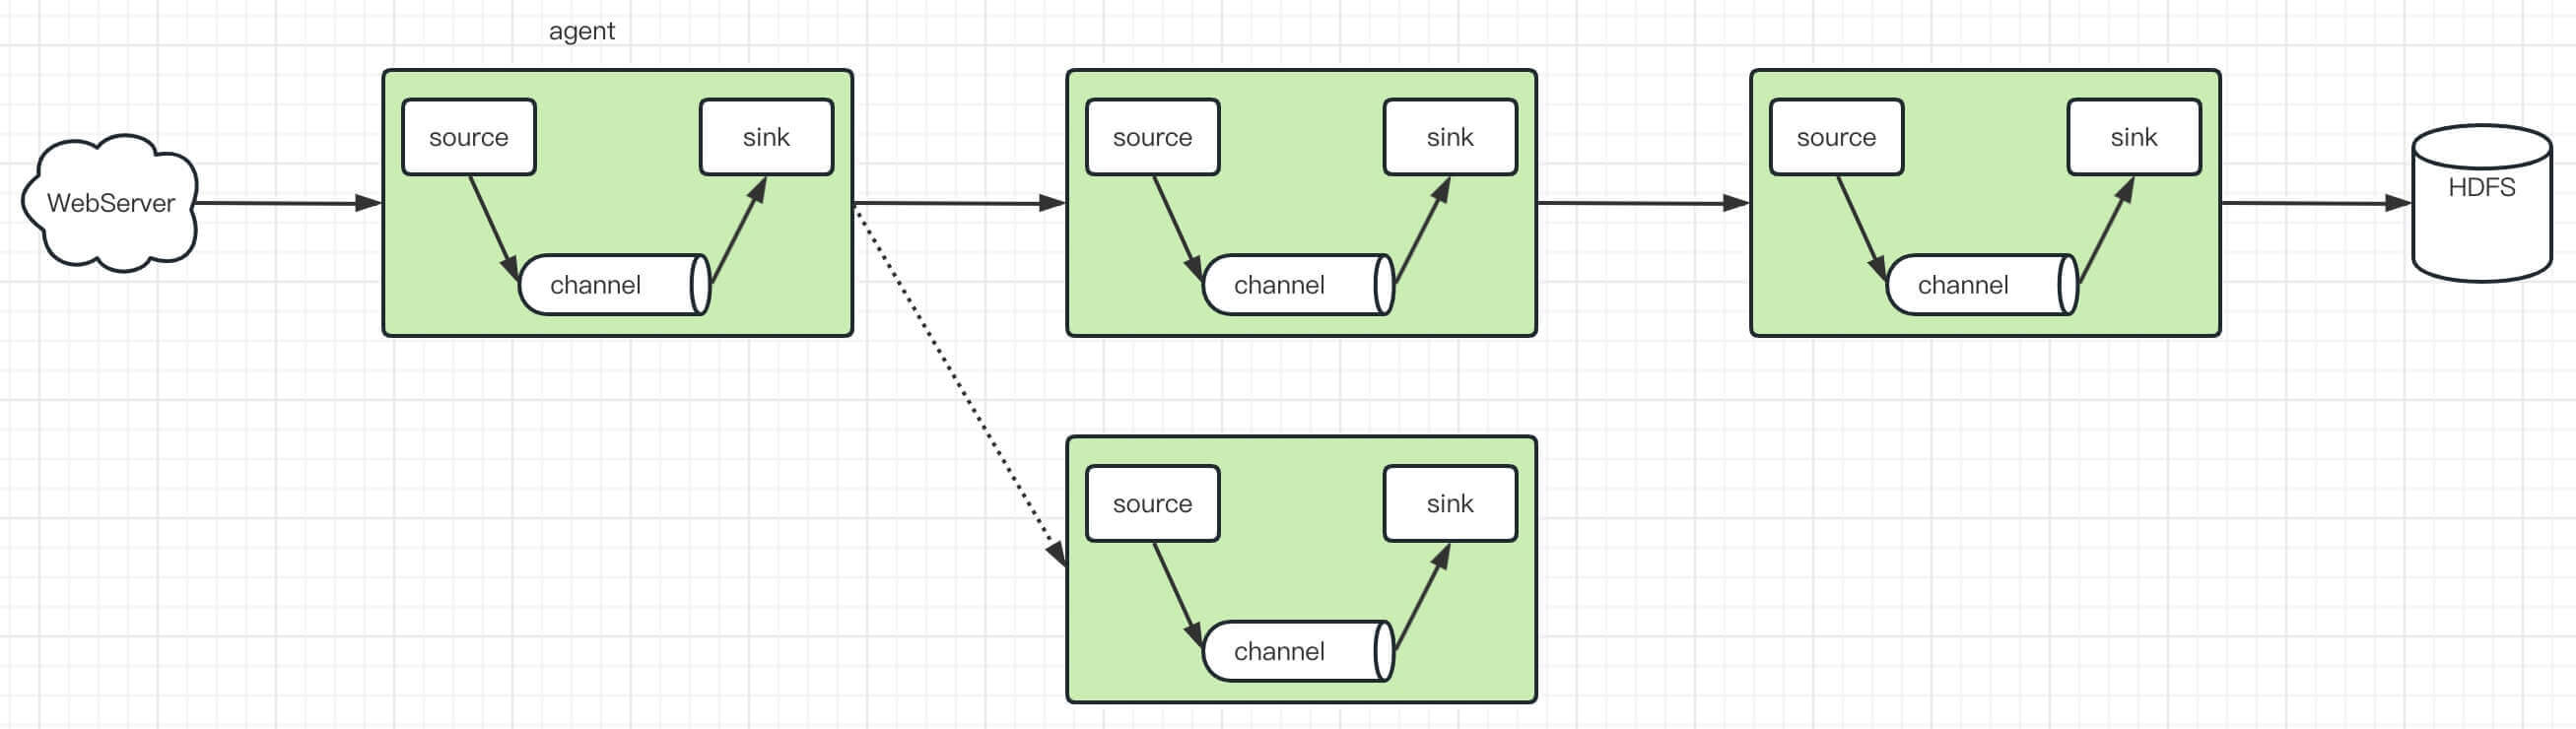 agent
WebServer
source
sink
channel
source
sink
channel
source
sink
channel
HDFS
source
sink
channel